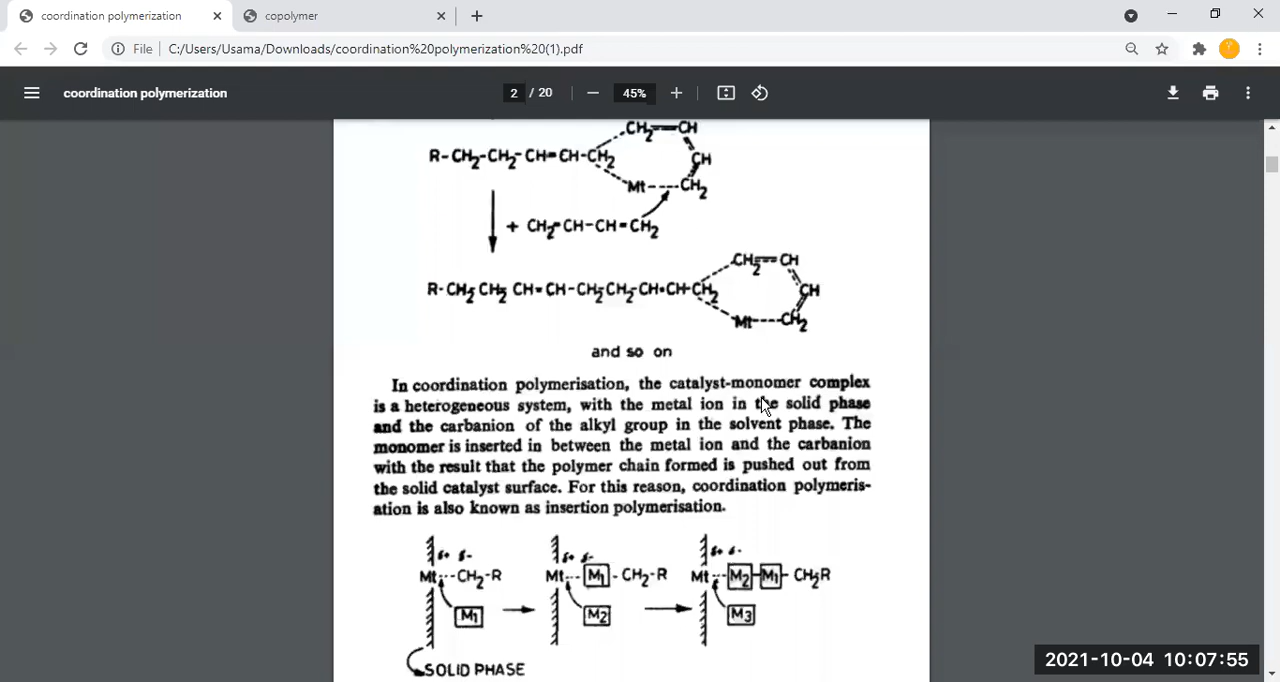 coordination polymerization
copolymer
File C:/Users/Usama/Downloads/coordination%20polymerization%20(1).pdf
coordination polymerization
2 / 20
45%
CH2 CH
R-CH2-CH2-CH=CH-CH2 CH
Mt CH2
+ CH2=CH-CH=CH2
CH2 CH
R-CH2 CH2 CH=CH-CH2-CH2-CH=CH-CH2 CH
Mt CH2
and so on
In coordination polymerisation, the catalyst-monomer complex
is a heterogeneous system, with the metal ion in the solid phase
and the carbanion of the alkyl group in the solvent phase. The
monomer is inserted in between the metal ion and the carbanion
with the result that the polymer chain formed is pushed out from
the solid catalyst surface. For this reason, coordination polymeris-
ation is also known as insertion polymerisation.
δ+ δ- δ+ δ- δ+ δ-
Mt CH2-R Mt M1 - CH2-R Mt M2 M1 CH2R
M1 M2 M3
SOLID PHASE
2021-10-04 10:07:55